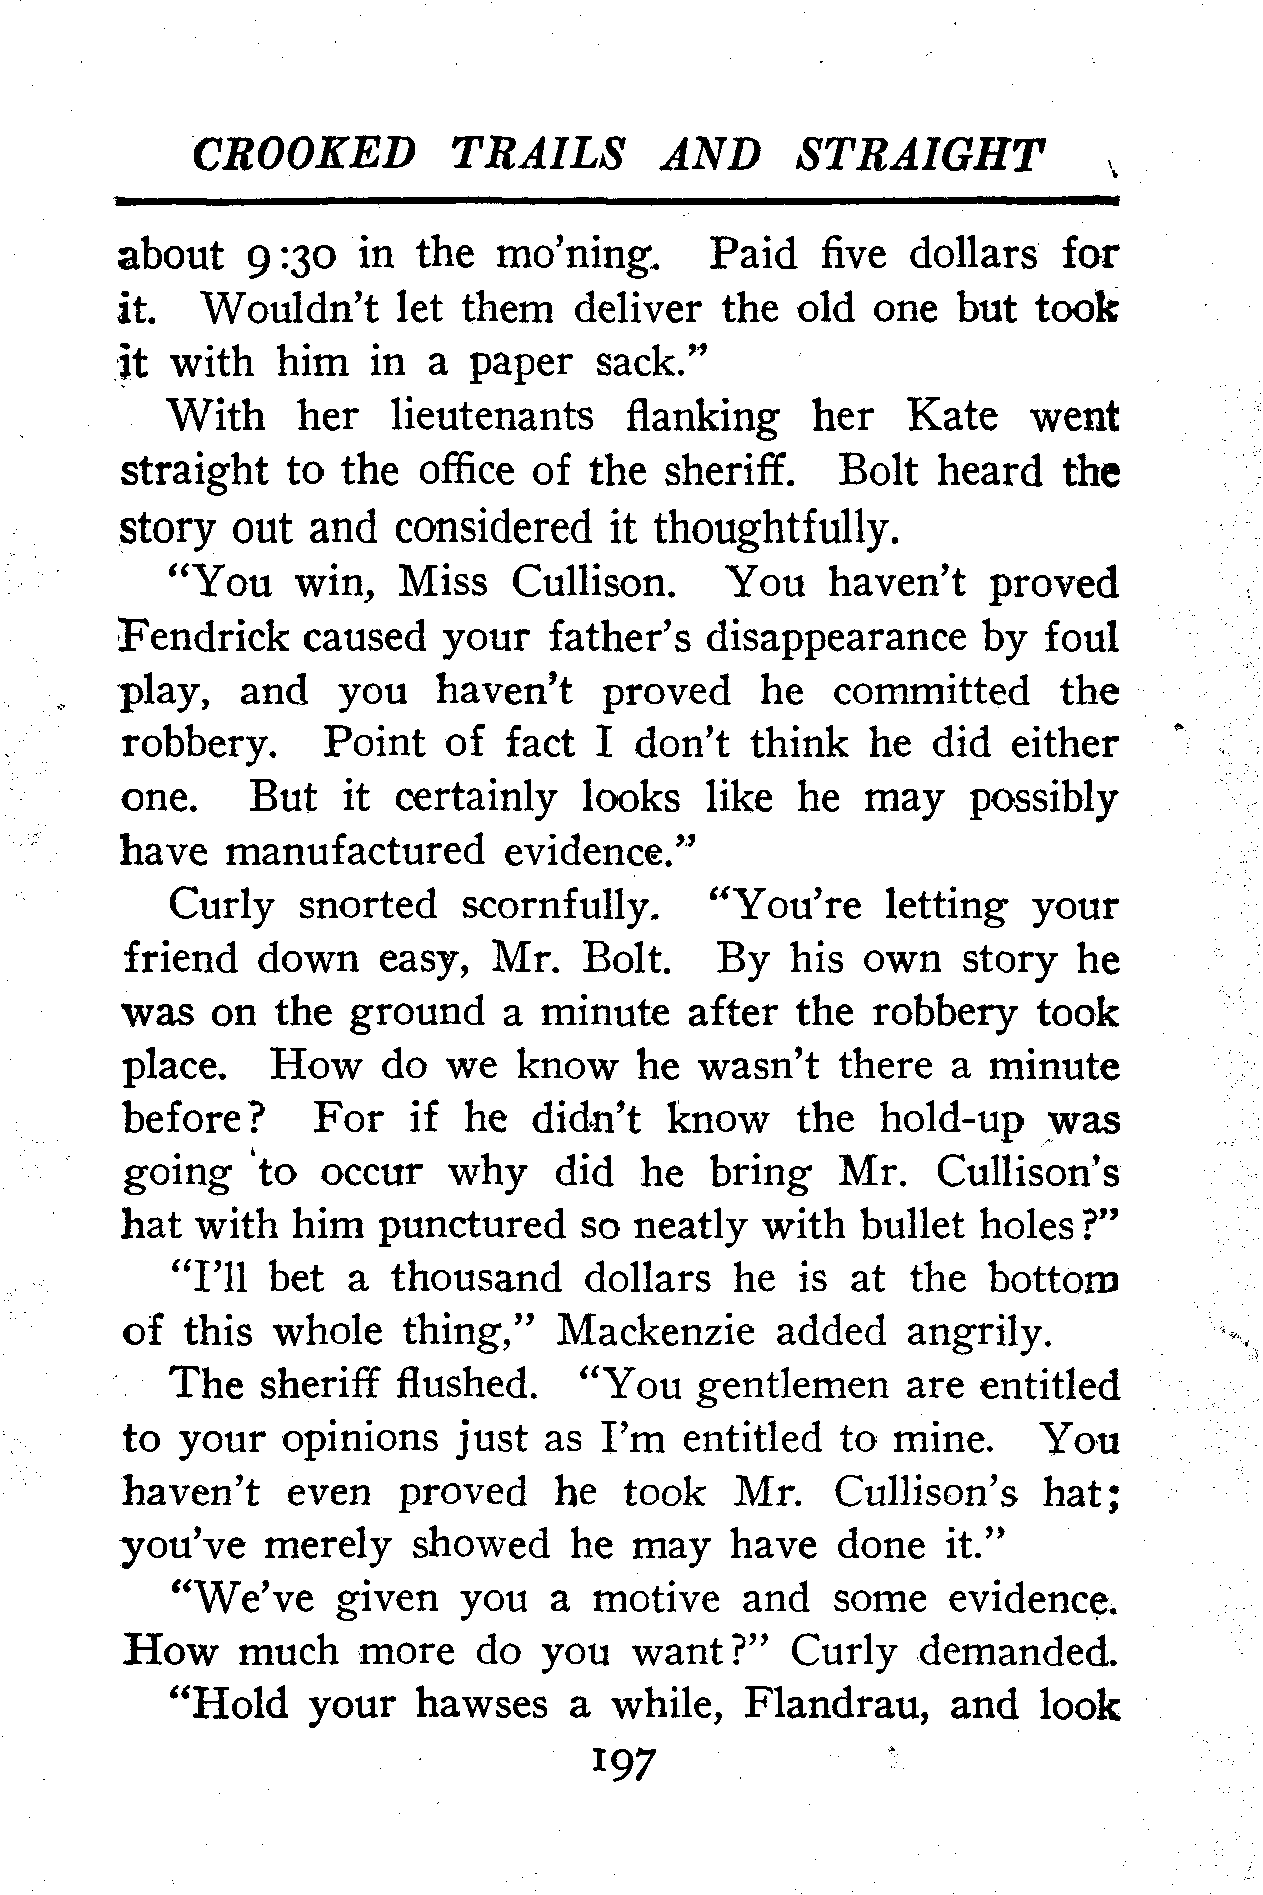 CROOKED TRAILS AND STRAIGHT
about 9:30 in the mo'ning. Paid five dollars for
it. Wouldn't let them deliver the old one but took
it with him in a paper sack."
With her lieutenants flanking her Kate went
straight to the office of the sheriff. Bolt heard the
story out and considered it thoughtfully.
"You win, Miss Cullison. You haven't proved
Fendrick caused your father's disappearance by foul
play, and you haven't proved he committed the
robbery. Point of fact I don't think he did either
one. But it certainly looks like he may possibly
have manufactured evidence."
Curly snorted scornfully. "You're letting your
friend down easy, Mr. Bolt. By his own story he
was on the ground a minute after the robbery took
place. How do we know he wasn't there a minute
before? For if he didn't know the hold-up was
going to occur why did he bring Mr. Cullison's
hat with him punctured so neatly with bullet holes?"
"I'll bet a thousand dollars he is at the bottom
of this whole thing," Mackenzie added angrily.
The sheriff flushed. "You gentlemen are entitled
to your opinions just as I'm entitled to mine. You
haven't even proved he took Mr. Cullison's hat;
you've merely showed he may have done it."
"We've given you a motive and some evidence.
How much more do you want?" Curly demanded.
"Hold your hawses a while, Flandrau, and look
197